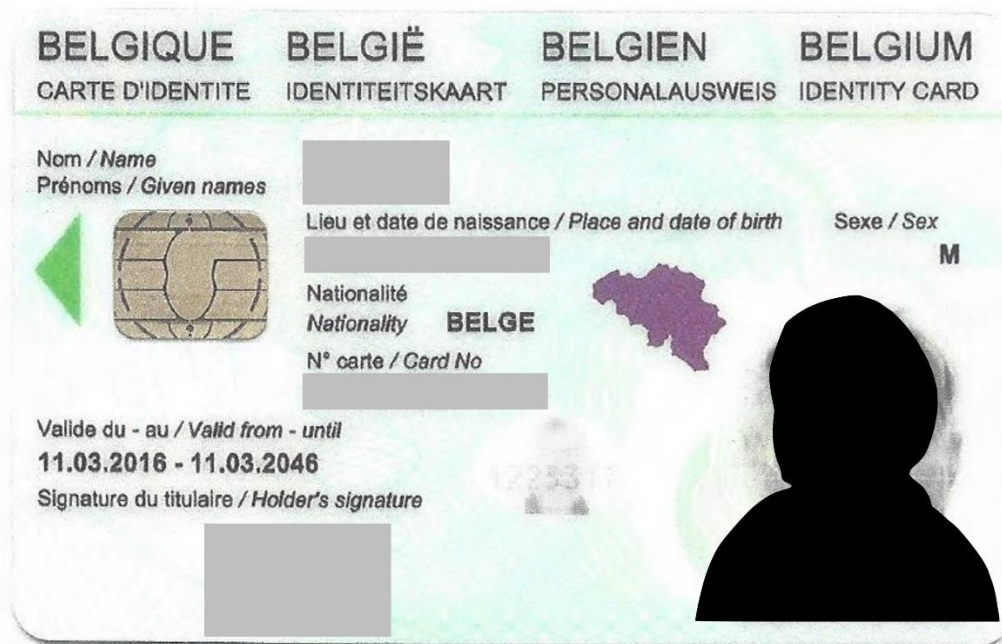 BELGIQUE BELGIË BELGIEN BELGIUM
CARTE D'IDENTITE IDENTITEITSKAART PERSONALAUSWEIS IDENTITY CARD
Nom / Name
Prénoms / Given names
Lieu et date de naissance / Place and date of birth Sexe / Sex
M
Nationalité
Nationality BELGE
N° carte / Card No
Valide du - au / Valid from - until
11.03.2016 - 11.03.2046
Signature du titulaire / Holder's signature